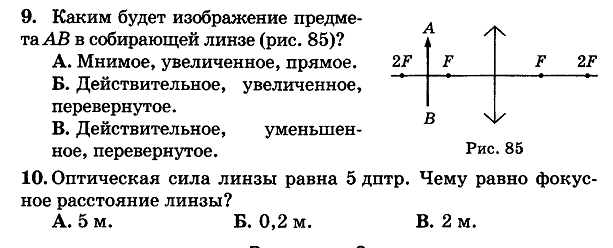 9. Каким будет изображение предме-
та AB в собирающей линзе (рис. 85)?
А. Мнимое, увеличенное, прямое.
Б. Действительное, увеличенное,
перевернутое.
В. Действительное, уменьшен-
ное, перевернутое.
A
2F F F 2F
B
Рис. 85
10. Оптическая сила линзы равна 5 дптр. Чему равно фокус-
ное расстояние линзы?
А. 5 м. Б. 0,2 м. В. 2 м.